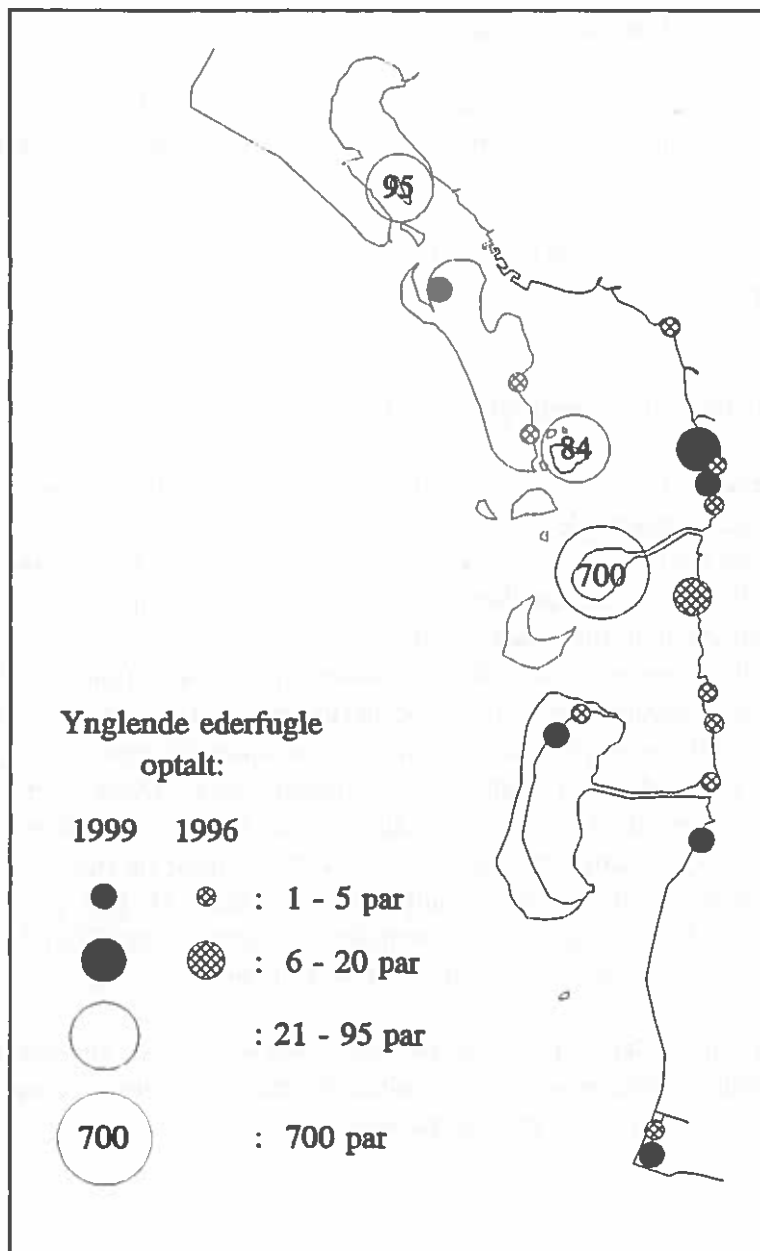 95
84
700
Ynglende ederfugle
optalt:
1999 1996
: 1 - 5 par
: 6 - 20 par
: 21 - 95 par
700 : 700 par